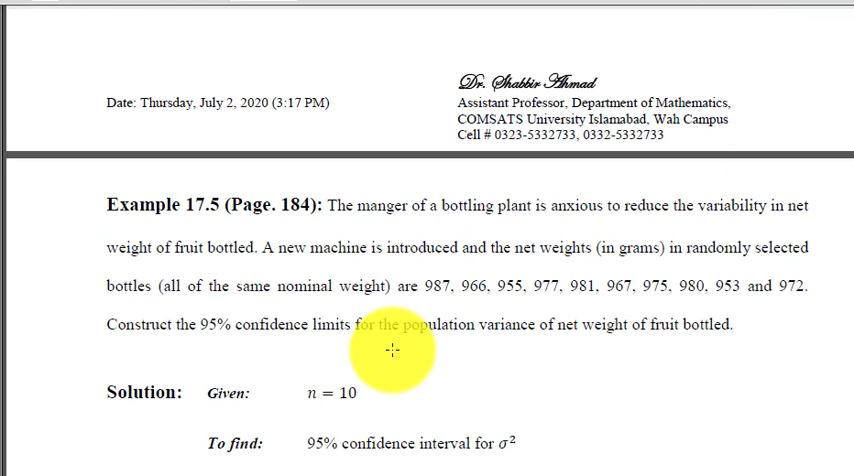 Dr. Shabbir Ahmad
Date: Thursday, July 2, 2020 (3:17 PM)
Assistant Professor, Department of Mathematics,
COMSATS University Islamabad, Wah Campus
Cell # 0323-5332733, 0332-5332733
Example 17.5 (Page. 184): The manger of a bottling plant is anxious to reduce the variability in net
weight of fruit bottled. A new machine is introduced and the net weights (in grams) in randomly selected
bottles (all of the same nominal weight) are 987, 966, 955, 977, 981, 967, 975, 980, 953 and 972.
Construct the 95% confidence limits for the population variance of net weight of fruit bottled.
Solution: Given: n = 10
To find: 95% confidence interval for σ²